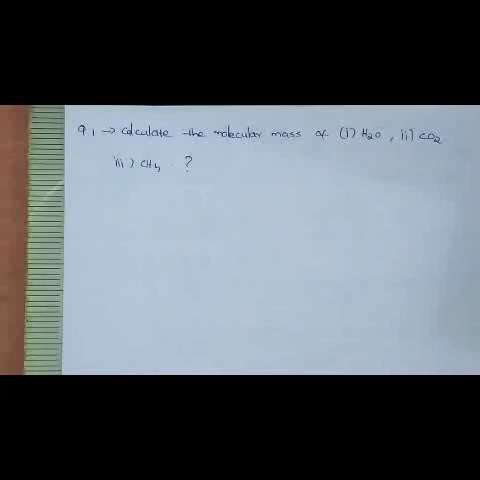 Q1 → Calculate the molecular mass of (i) H2O, ii) CO2
iii) CH4 ?